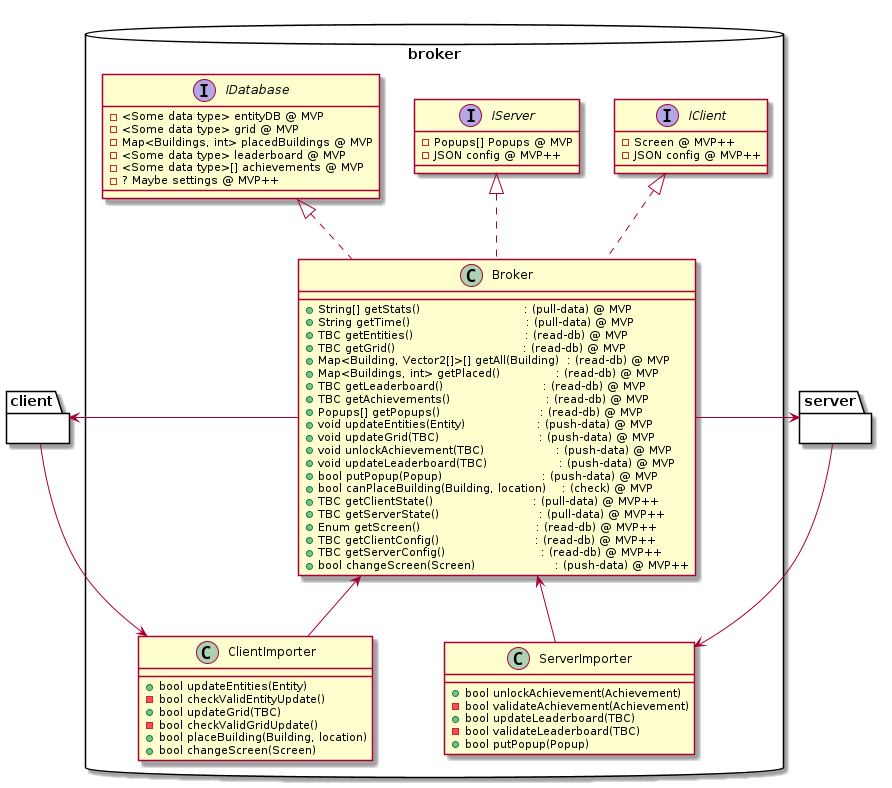 broker
I IDatabase
<Some data type> entityDB @ MVP
<Some data type> grid @ MVP
Map<Buildings, int> placedBuildings @ MVP
<Some data type> leaderboard @ MVP
<Some data type>[] achievements @ MVP
? Maybe settings @ MVP++
I IServer
Popups[] Popups @ MVP
JSON config @ MVP++
I IClient
Screen @ MVP++
JSON config @ MVP++
C Broker
String[] getStats() : (pull-data) @ MVP
String getTime() : (pull-data) @ MVP
TBC getEntities() : (read-db) @ MVP
TBC getGrid() : (read-db) @ MVP
Map<Building, Vector2[]>[] getAll(Building) : (read-db) @ MVP
Map<Buildings, int> getPlaced() : (read-db) @ MVP
TBC getLeaderboard() : (read-db) @ MVP
TBC getAchievements() : (read-db) @ MVP
Popups[] getPopups() : (read-db) @ MVP
void updateEntities(Entity) : (push-data) @ MVP
void updateGrid(TBC) : (push-data) @ MVP
void unlockAchievement(TBC) : (push-data) @ MVP
void updateLeaderboard(TBC) : (push-data) @ MVP
bool putPopup(Popup) : (push-data) @ MVP
bool canPlaceBuilding(Building, location) : (check) @ MVP
TBC getClientState() : (pull-data) @ MVP++
TBC getServerState() : (pull-data) @ MVP++
Enum getScreen() : (read-db) @ MVP++
TBC getClientConfig() : (read-db) @ MVP++
TBC getServerConfig() : (read-db) @ MVP++
bool changeScreen(Screen) : (push-data) @ MVP++
client
server
C ClientImporter
bool updateEntities(Entity)
bool checkValidEntityUpdate()
bool updateGrid(TBC)
bool checkValidGridUpdate()
bool placeBuilding(Building, location)
bool changeScreen(Screen)
C ServerImporter
bool unlockAchievement(Achievement)
bool validateAchievement(Achievement)
bool updateLeaderboard(TBC)
bool validateLeaderboard(TBC)
bool putPopup(Popup)